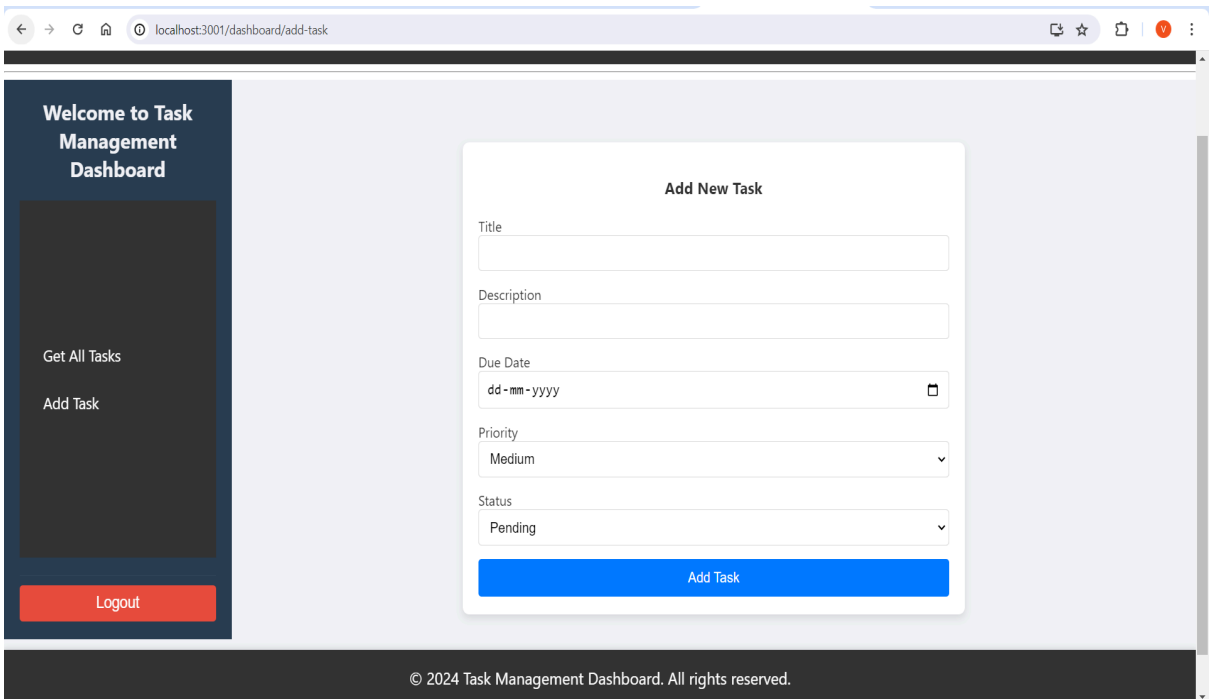 localhost:3001/dashboard/add-task
V
Welcome to Task
Management
Dashboard
Get All Tasks
Add Task
Logout
Add New Task
Title
Description
Due Date
dd-mm-yyyy
Priority
Medium
Status
Pending
Add Task
© 2024 Task Management Dashboard. All rights reserved.